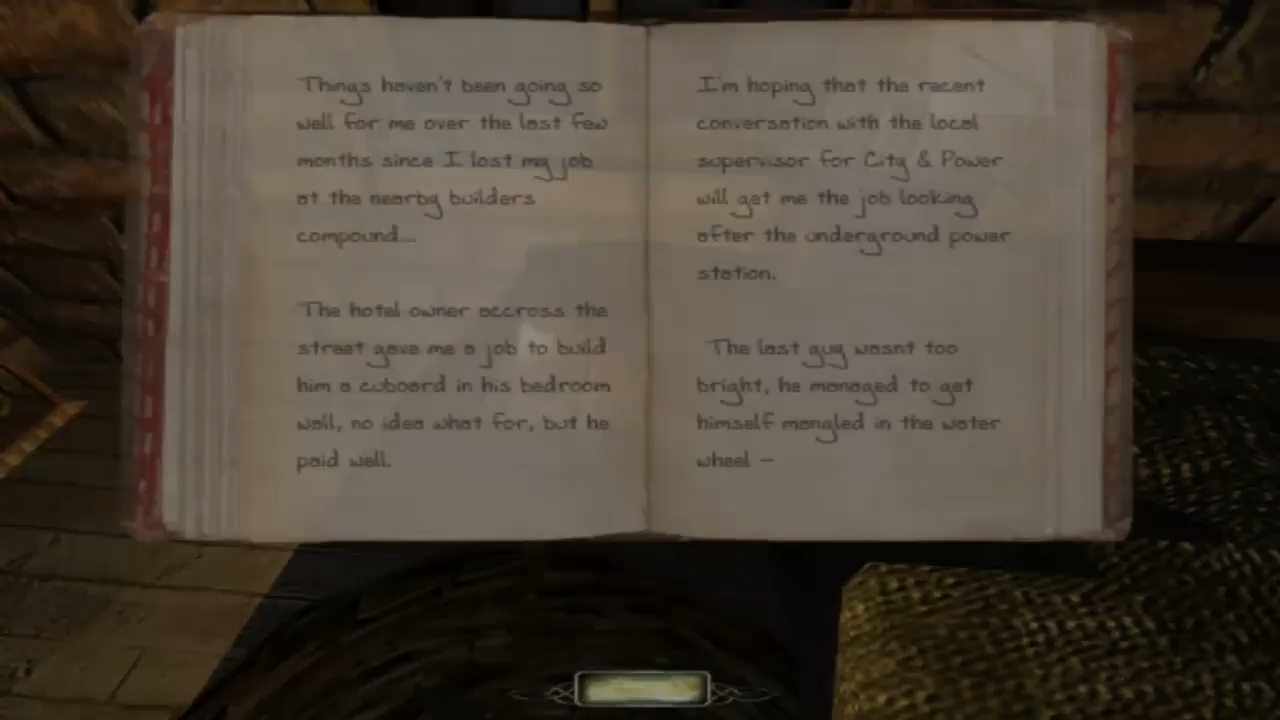 Things haven't been going so
well for me over the last few
months since I lost my job
at the nearby builders
compound...
The hotel owner accross the
street gave me a job to build
him a cuboard in his bedroom
wall, no idea what for, but he
paid well.
I'm hoping that the recent
conversation with the local
supervisor for City & Power
will get me the job looking
after the underground power
station.
The last guy wasnt too
bright, he managed to get
himself mangled in the water
wheel -